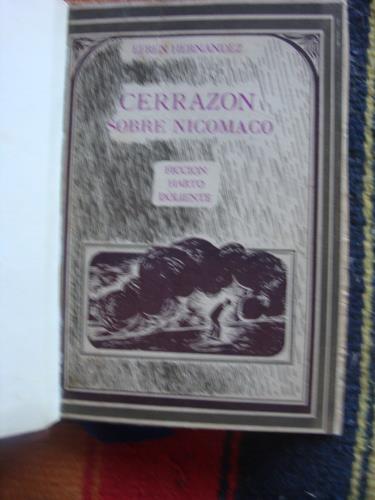 EFREN HERNANDEZ
CERRAZON
SOBRE NICOMACO
FICCION
HARTO
DOLIENTE